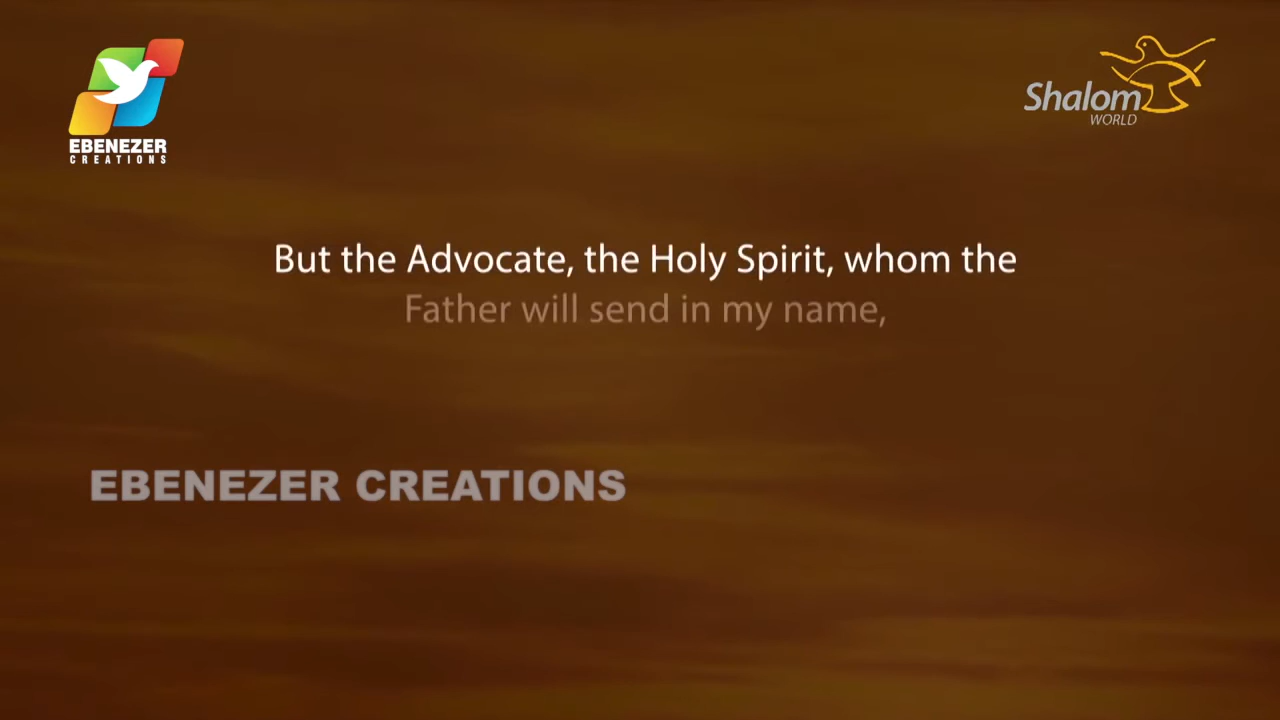 EBENEZER
CREATIONS
Shalom
WORLD
But the Advocate, the Holy Spirit, whom the
Father will send in my name,
EBENEZER CREATIONS